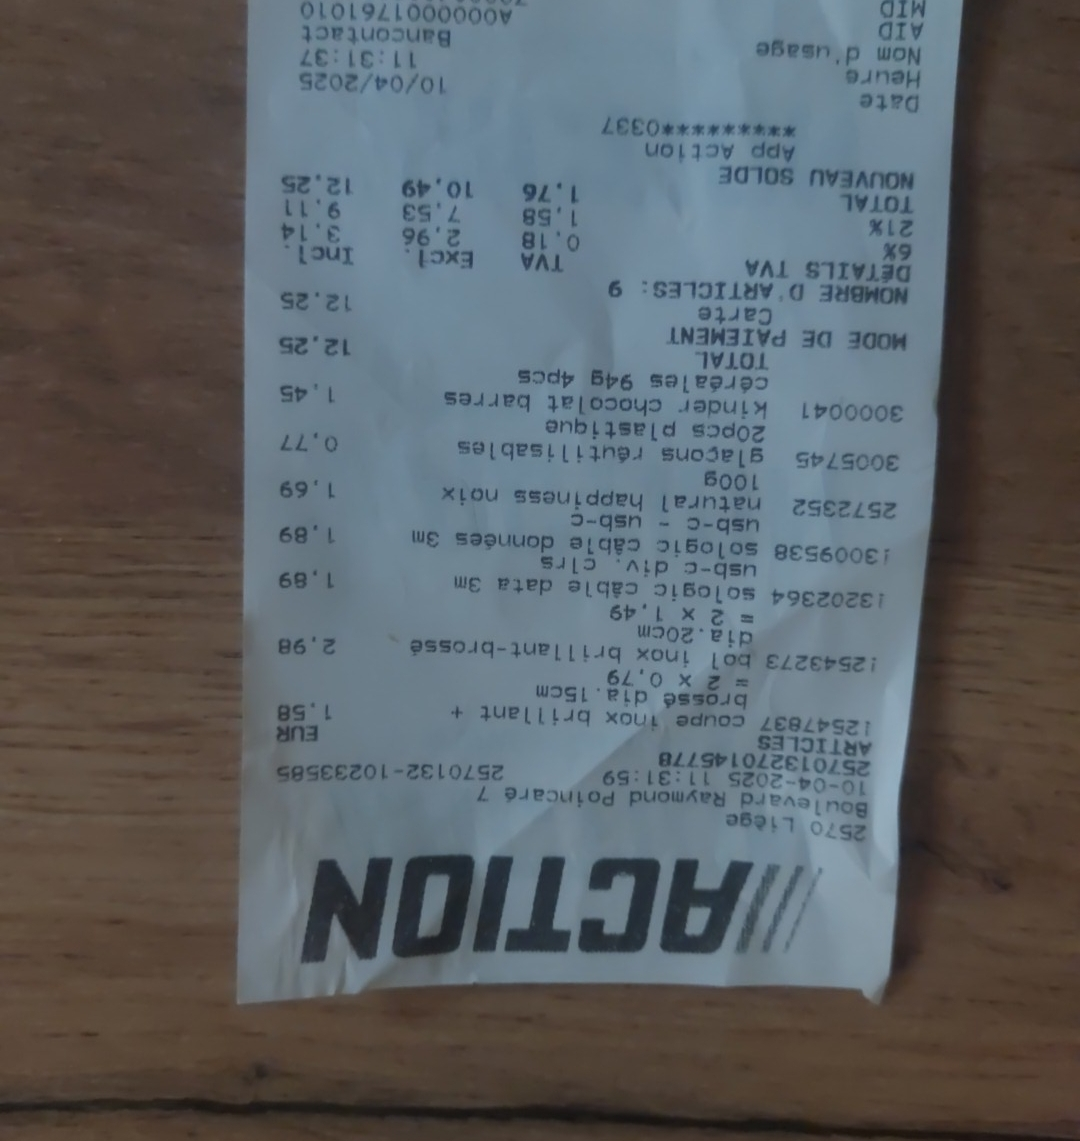 ACTION
2570 Liège
Boulevard Raymond Poincaré 7
10-04-2025 11:31:59 2570132-10233585
257013270145778
ARTICLES EUR
!2547837 coupe inox brillant + 1,58
brossé dia.15cm
= 2 x 0,79
!2543273 bol inox brillant-brossé 2,98
dia.20cm
= 2 x 1,49
!3202364 sologic câble data 3m 1,89
usb-c div. clrs
!3009538 sologic câble données 3m 1,89
usb-c - usb-c
2572352 natural happiness noix 1,69
100g
3005745 glaçons réutilisables 0,77
20pcs plastique
3000041 kinder chocolat barres 1,45
céréales 94g 4pcs
TOTAL 12,25
MODE DE PAIEMENT
Carte 12,25
NOMBRE D'ARTICLES: 9
DÉTAILS TVA TVA Excl. Incl.
6% 0,18 2,96 3,14
21% 1,58 7,53 9,11
TOTAL 1,76 10,49 12,25
NOUVEAU SOLDE
App Action
**********0337
Date 10/04/2025
Heure 11:31:37
Nom d'usage Bancontact
AID A0000001761010
MID